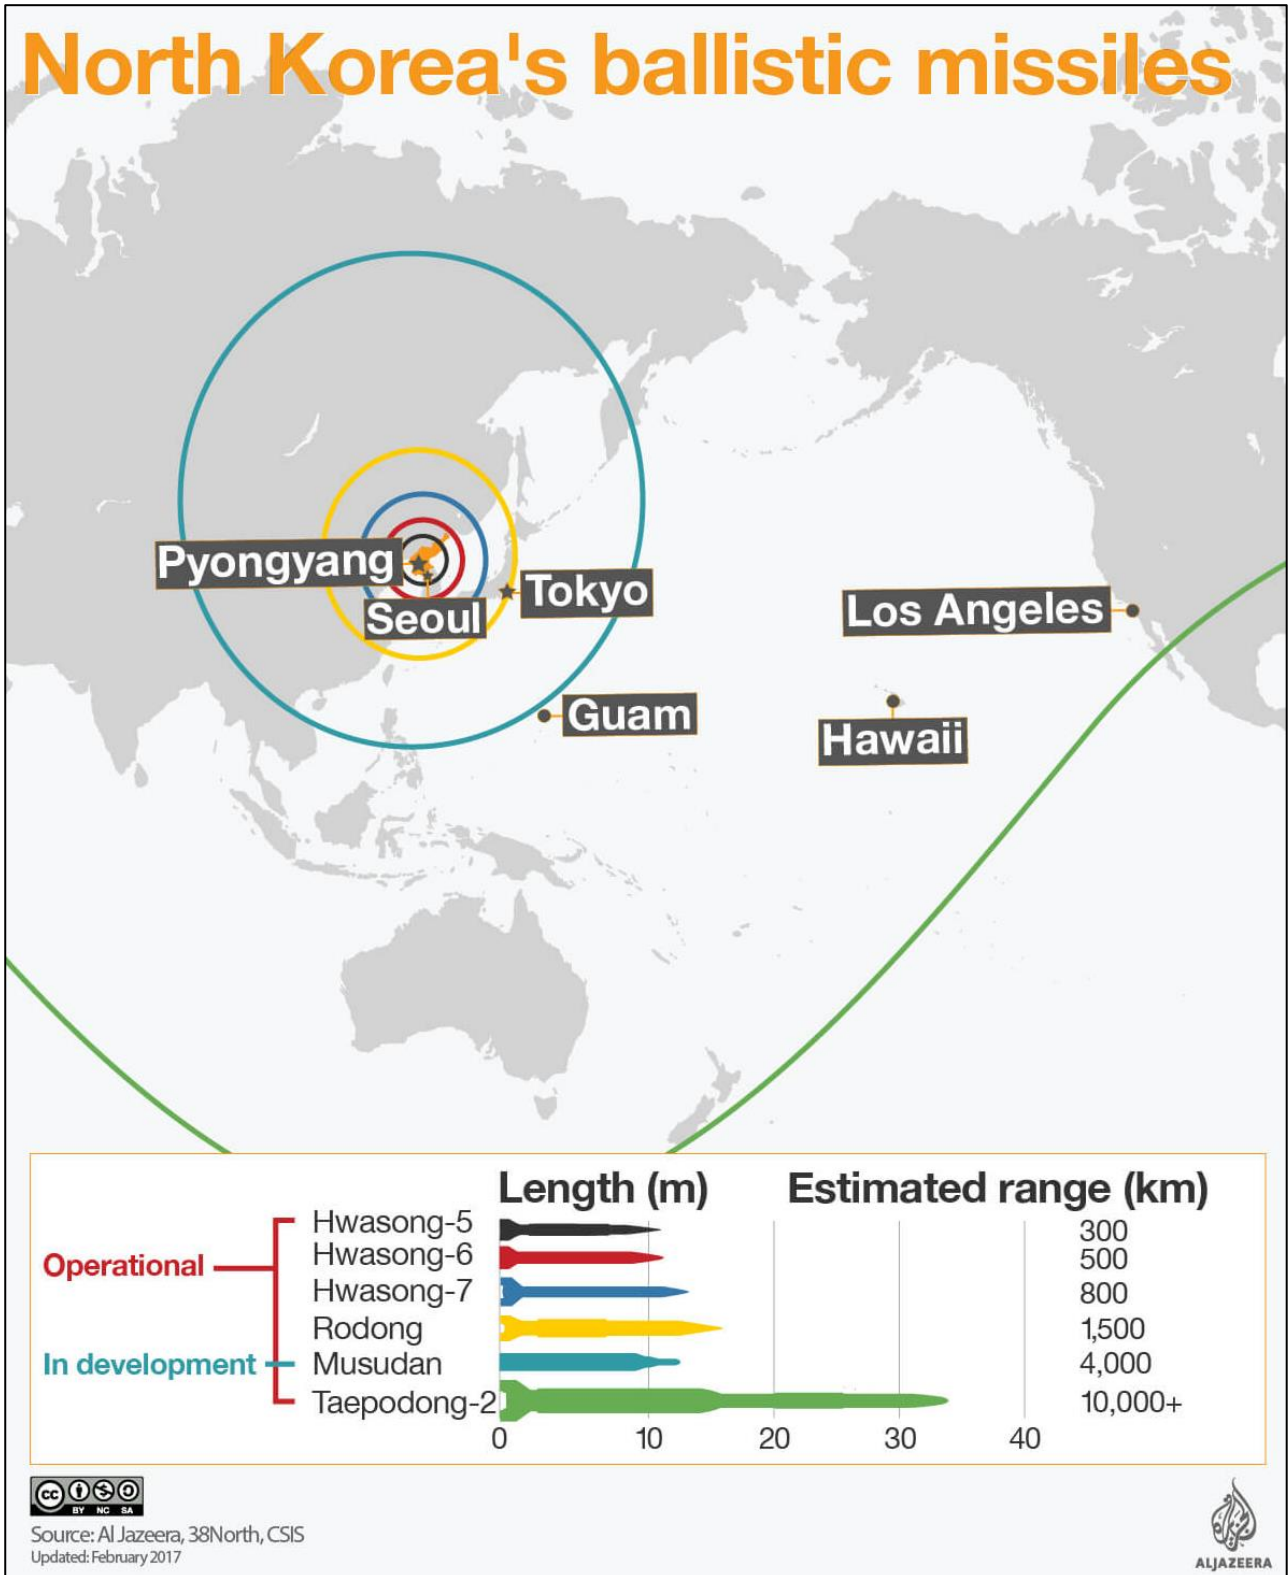 North Korea's ballistic missiles
Pyongyang
Seoul
Tokyo
Los Angeles
Guam
Hawaii
Length (m) Estimated range (km)
Operational
In development
Hwasong-5 300
Hwasong-6 500
Hwasong-7 800
Rodong 1,500
Musudan 4,000
Taepodong-2 10,000+
0 10 20 30 40
cc BY NC SA
Source: Al Jazeera, 38North, CSIS
Updated: February 2017
ALJAZEERA